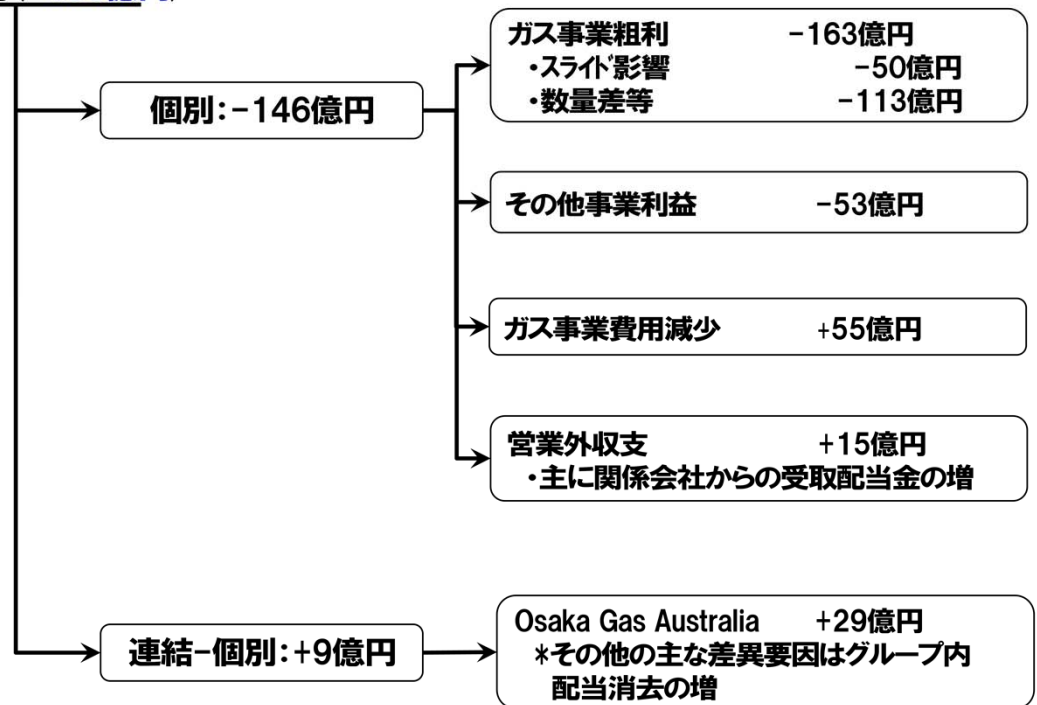 個別:-146億円
ガス事業粗利 -163億円
・スライド影響 -50億円
・数量差等 -113億円
その他事業利益 -53億円
ガス事業費用減少 +55億円
営業外収支 +15億円
・主に関係会社からの受取配当金の増
連結-個別:+9億円
Osaka Gas Australia +29億円
*その他の主な差異要因はグループ内
配当消去の増